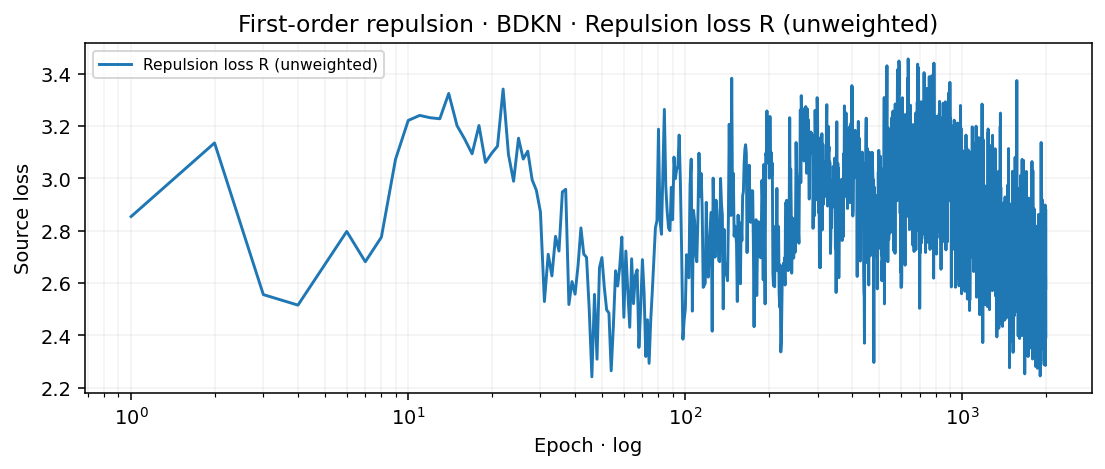 First-order repulsion · BDKN · Repulsion loss R (unweighted)
Repulsion loss R (unweighted)
Source loss
3.4
3.2
3.0
2.8
2.6
2.4
2.2
10⁰ 10¹ 10² 10³
Epoch · log